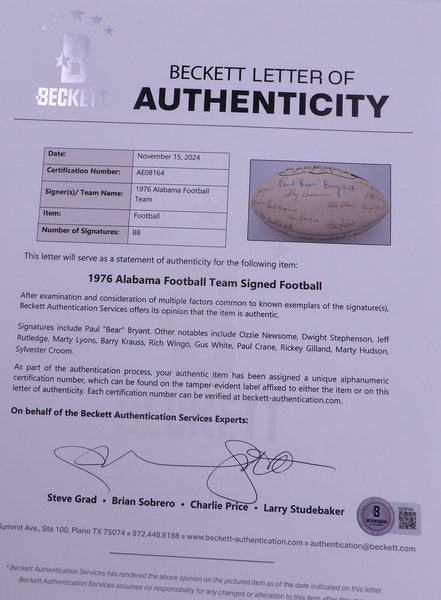 BECKETT
BECKETT LETTER OF
AUTHENTICITY
Date: November 15, 2024
Certification Number: AE08164
Signer(s)/ Team Name: 1976 Alabama Football
Team
Item: Football
Number of Signatures: 88
Paul "Bear" Bryant
This letter will serve as a statement of authenticity for the following item:
1976 Alabama Football Team Signed Football
After examination and consideration of multiple factors common to known exemplars of the signature(s),
Beckett Authentication Services offers its opinion that the item is authentic.
Signatures include Paul "Bear" Bryant. Other notables include Ozzie Newsome, Dwight Stephenson, Jeff
Rutledge, Marty Lyons, Barry Krauss, Rich Wingo, Gus White, Paul Crane, Rickey Gilland, Marty Hudson,
Sylvester Croom.
As part of the authentication process, your authentic item has been assigned a unique alphanumeric
certification number, which can be found on the tamper-evident label affixed to either the item or on this
letter of authenticity. Each certification number can be verified at beckett-authentication.com.
On behalf of the Beckett Authentication Services Experts:
Steve Grad • Brian Sobrero • Charlie Price • Larry Studebaker
Summit Ave., Ste 100, Plano TX 75074 » 972.448.9188 » www.beckett-authentication.com » authentication@beckett.com
*Beckett Authentication Services has rendered the above opinion on the pictured item as of the date indicated on this letter.
Beckett Authentication Services assumes no responsibility for any changes or alteration to this item after this date